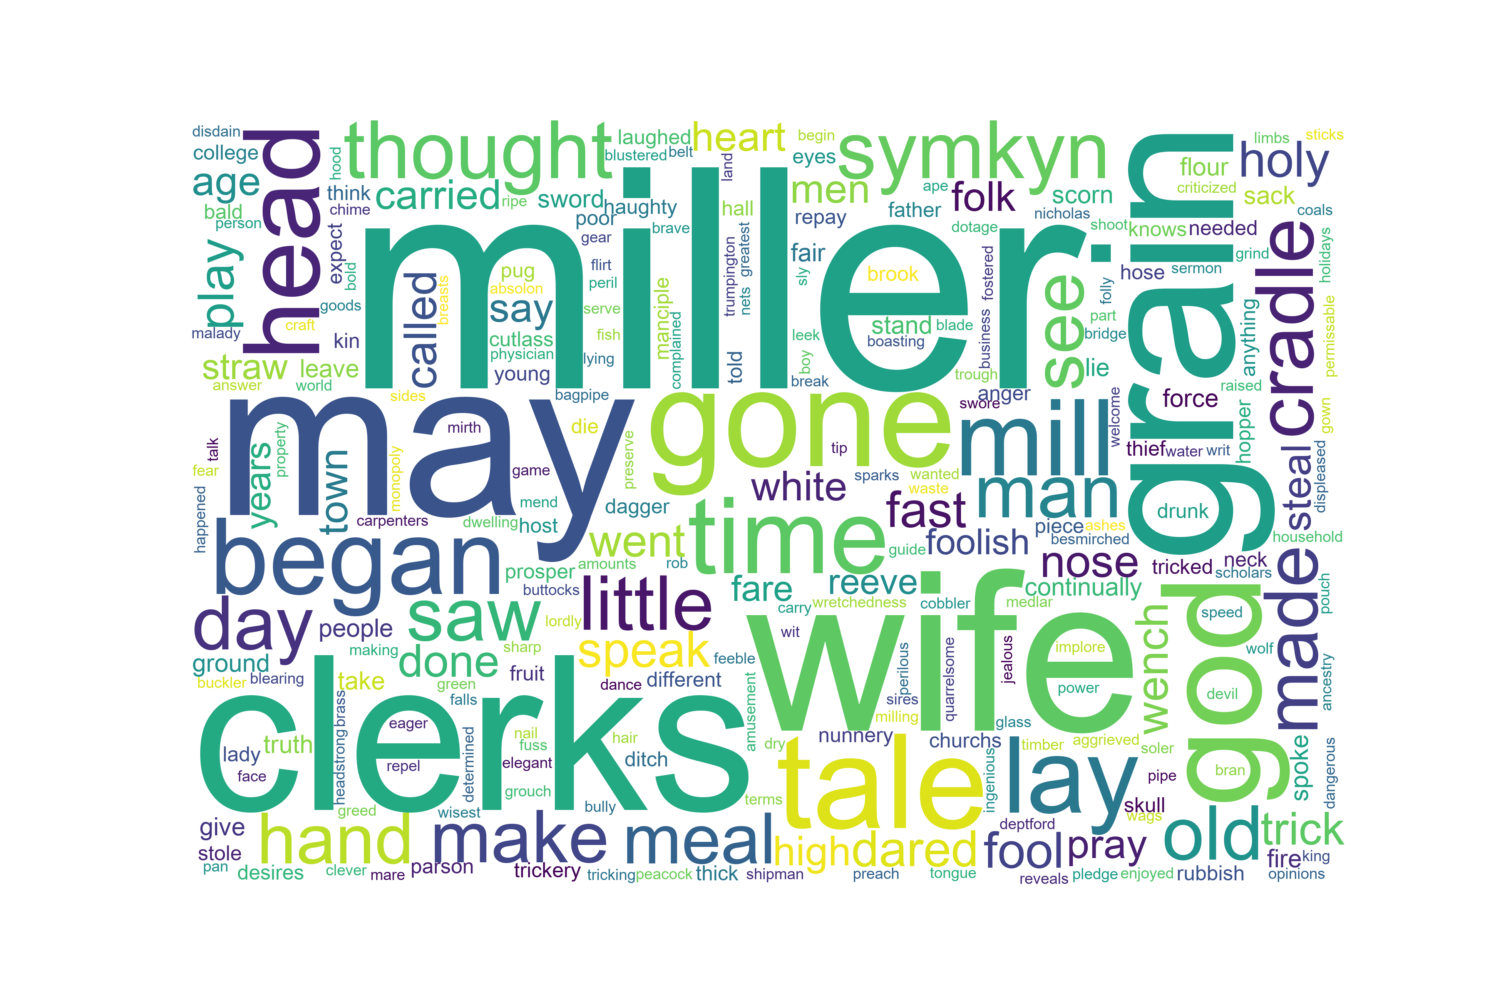 disdain
college
age
bald
person
play
malady
head
hood
think
chime
expect
bold
goods
kin
thought
carried
ripe
called
breasts
craft
straw
leave
answer
world
laughed
blustered
belt
heart
sword
haughty
poor
gear
brave
land
begin
eyes
men
hall
repay
fair
symkyn
ape
father
folk
dotage
nicholas
scorn
shoot
flour
criticized
knows
needed
limbs
sticks
holy
sack
coals
grind
holidays
miller
pug
absolon
say
cutlass
physician
young
flirt
peril
serve
fish
lying
bagpipe
manciple
complained
trumpington
nets
greatest
told
sly
leek
boy
break
brook
stand
blade
boasting
business
fostered
trough
anger
swore
see
folly
hose
sermon
part
bridge
lie
welcome
grain
anything
raised
hopper
force
cradle
permissable
gown
sides
may
mirth
game
die
preserve
gone
tip
sparks
wanted
waste
mill
man
thief
water
writ
steal
displeased
talk
fear
property
years
town
monopoly
happened
carpenters
mend
dwelling
host
dagger
white
fast
foolish
piece
ashes
besmirched
drunk
household
began
prosper
amounts
went
rob
time
guide
nose
tricked
neck
scholars
made
pouch
buttocks
little
fare
reeve
continually
carry
wretchedness
cobbler
medlar
speed
day
people
saw
lordly
making
sharp
speak
feeble
wit
wife
jealous
implore
power
wench
god
wolf
devil
ancestry
ground
buckler
blearing
take
done
green
falls
fruit
dance
different
amusement
sires
perilous
quarrelsome
milling
glass
lady
truth
face
headstrong
brass
eager
repel
determined
nail
fuss
elegant
grouch
hair
ditch
clerks
dry
nunnery
churchs
timber
aggrieved
soler
bran
spoke
dangerous
greed
wisest
bully
terms
tale
ingenious
lay
pipe
skull
wags
deptford
give
stole
pan
desires
hand
clever
mare
make
parson
trickery
tricking
meal
peacock
thick
shipman
high
dared
preach
tongue
fool
reveals
pray
pledge
enjoyed
old
rubbish
trick
fire
king
opinions